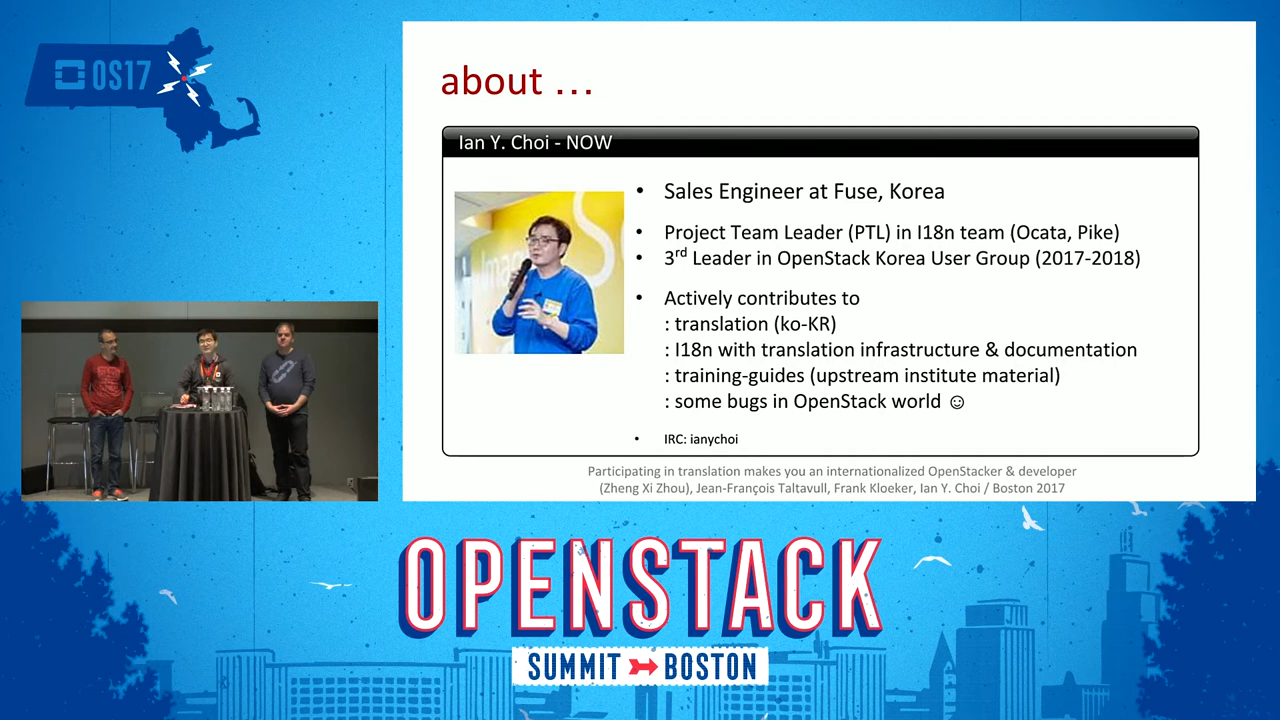 OS17
about ...
Ian Y. Choi - NOW
• Sales Engineer at Fuse, Korea
• Project Team Leader (PTL) in I18n team (Ocata, Pike)
• 3rd Leader in OpenStack Korea User Group (2017-2018)
• Actively contributes to
: translation (ko-KR)
: I18n with translation infrastructure & documentation
: training-guides (upstream institute material)
: some bugs in OpenStack world ☺
• IRC: ianychoi
Participating in translation makes you an internationalized OpenStacker & developer
(Zheng Xi Zhou), Jean-François Taltavull, Frank Kloeker, Ian Y. Choi / Boston 2017
OPENSTACK
SUMMIT BOSTON